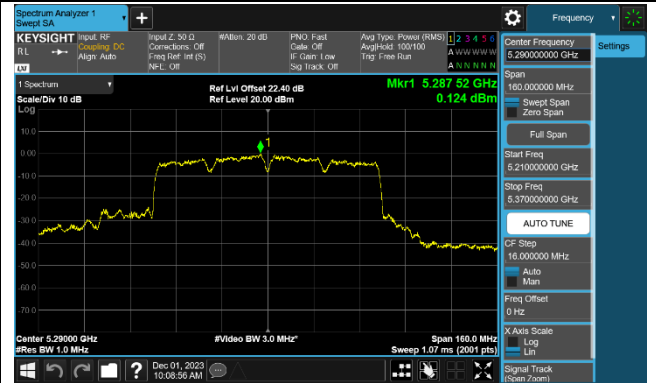 Spectrum Analyzer 1
Swept SA
Frequency
KEYSIGHT
RL
LXI
Input: RF
Coupling: DC
Align: Auto
Input Z: 50 Ω
Corrections: Off
Freq Ref: Int (S)
NFE: Off
#Atten: 20 dB
PNO: Fast
Gate: Off
IF Gain: Low
Sig Track: Off
Avg Type: Power (RMS)
Avg|Hold: 100/100
Trig: Free Run
1 2 3 4 5 6
A W W W W W
A N N N N N
Center Frequency
5.290000000 GHz
Settings
Span
160.000000 MHz
Swept Span
Zero Span
Full Span
Start Freq
5.210000000 GHz
Stop Freq
5.370000000 GHz
AUTO TUNE
CF Step
16.000000 MHz
Auto
Man
Freq Offset
0 Hz
X Axis Scale
Log
Lin
Signal Track
(Span Zoom)
1 Spectrum
Scale/Div 10 dB
Log
Ref Lvl Offset 22.40 dB
Ref Level 20.00 dBm
Mkr1 5.287 52 GHz
0.124 dBm
1
10.0
0.00
-10.0
-20.0
-30.0
-40.0
-50.0
-60.0
-70.0
Center 5.29000 GHz
#Res BW 1.0 MHz
#Video BW 3.0 MHz*
Span 160.0 MHz
Sweep 1.07 ms (2001 pts)
?
Dec 01, 2023
10:08:56 AM